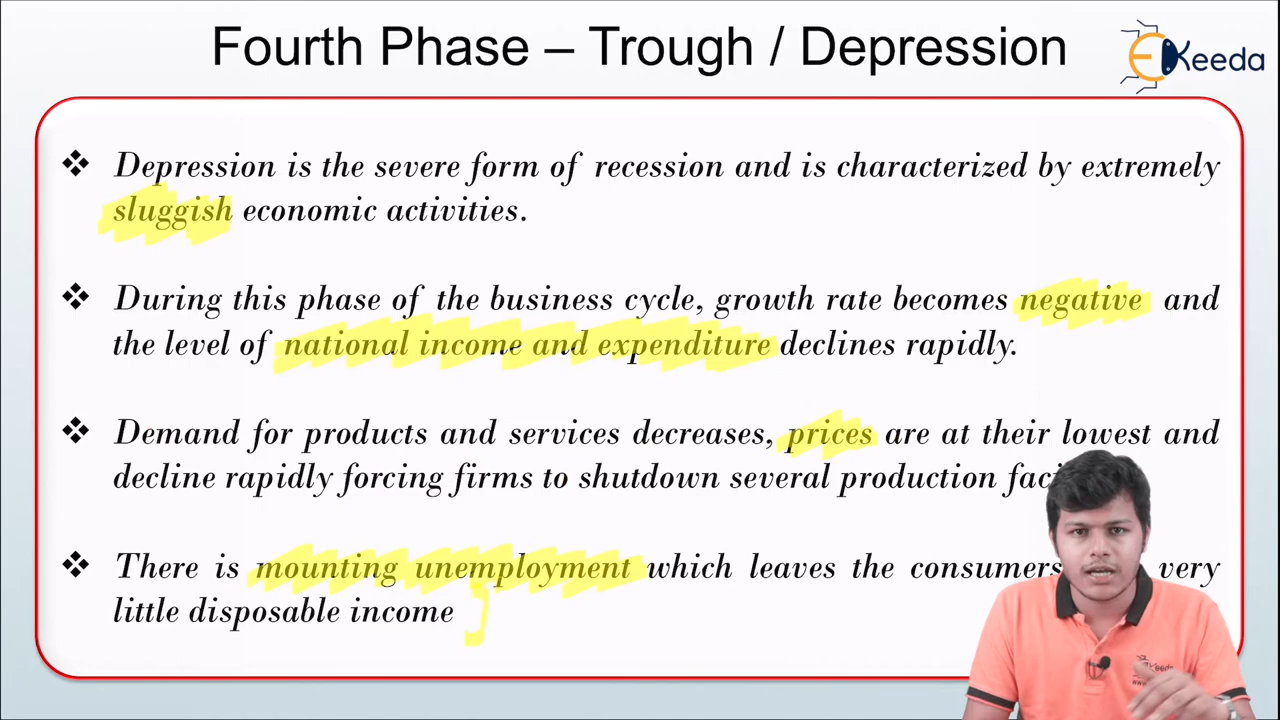 Fourth Phase – Trough / Depression
EKeeda
❖ Depression is the severe form of recession and is characterized by extremely
sluggish economic activities.
❖ During this phase of the business cycle, growth rate becomes negative and
the level of national income and expenditure declines rapidly.
❖ Demand for products and services decreases, prices are at their lowest and
decline rapidly forcing firms to shutdown several production
❖ There is mounting unemployment which leaves the consumers very
little disposable income
Keeda